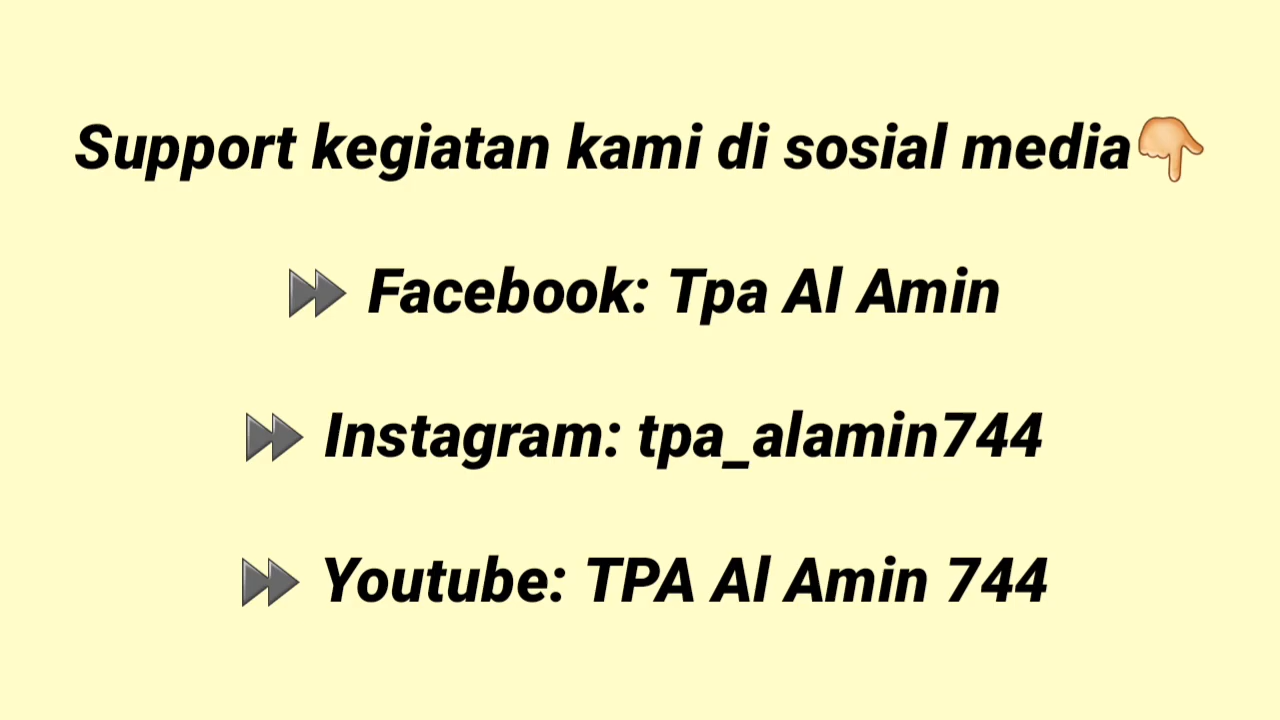 Support kegiatan kami di sosial media👇🏼
⏩ Facebook: Tpa Al Amin
⏩ Instagram: tpa_alamin744
⏩ Youtube: TPA Al Amin 744